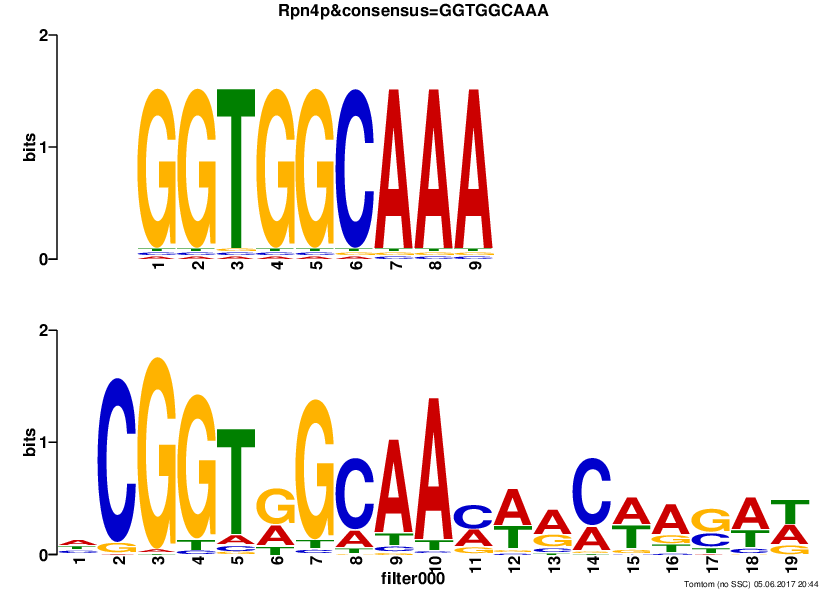 Rpn4p&consensus=GGTGGCAAA
2
1
0
bits
GGTGGCAAA
1 2 3 4 5 6 7 8 9
2
1
0
bits
ACGGTGGCAACAACAAGAT
1 2 3 4 5 6 7 8 9 10 11 12 13 14 15 16 17 18 19
filter000
Tomtom (no SSC) 05.06.2017 20:44